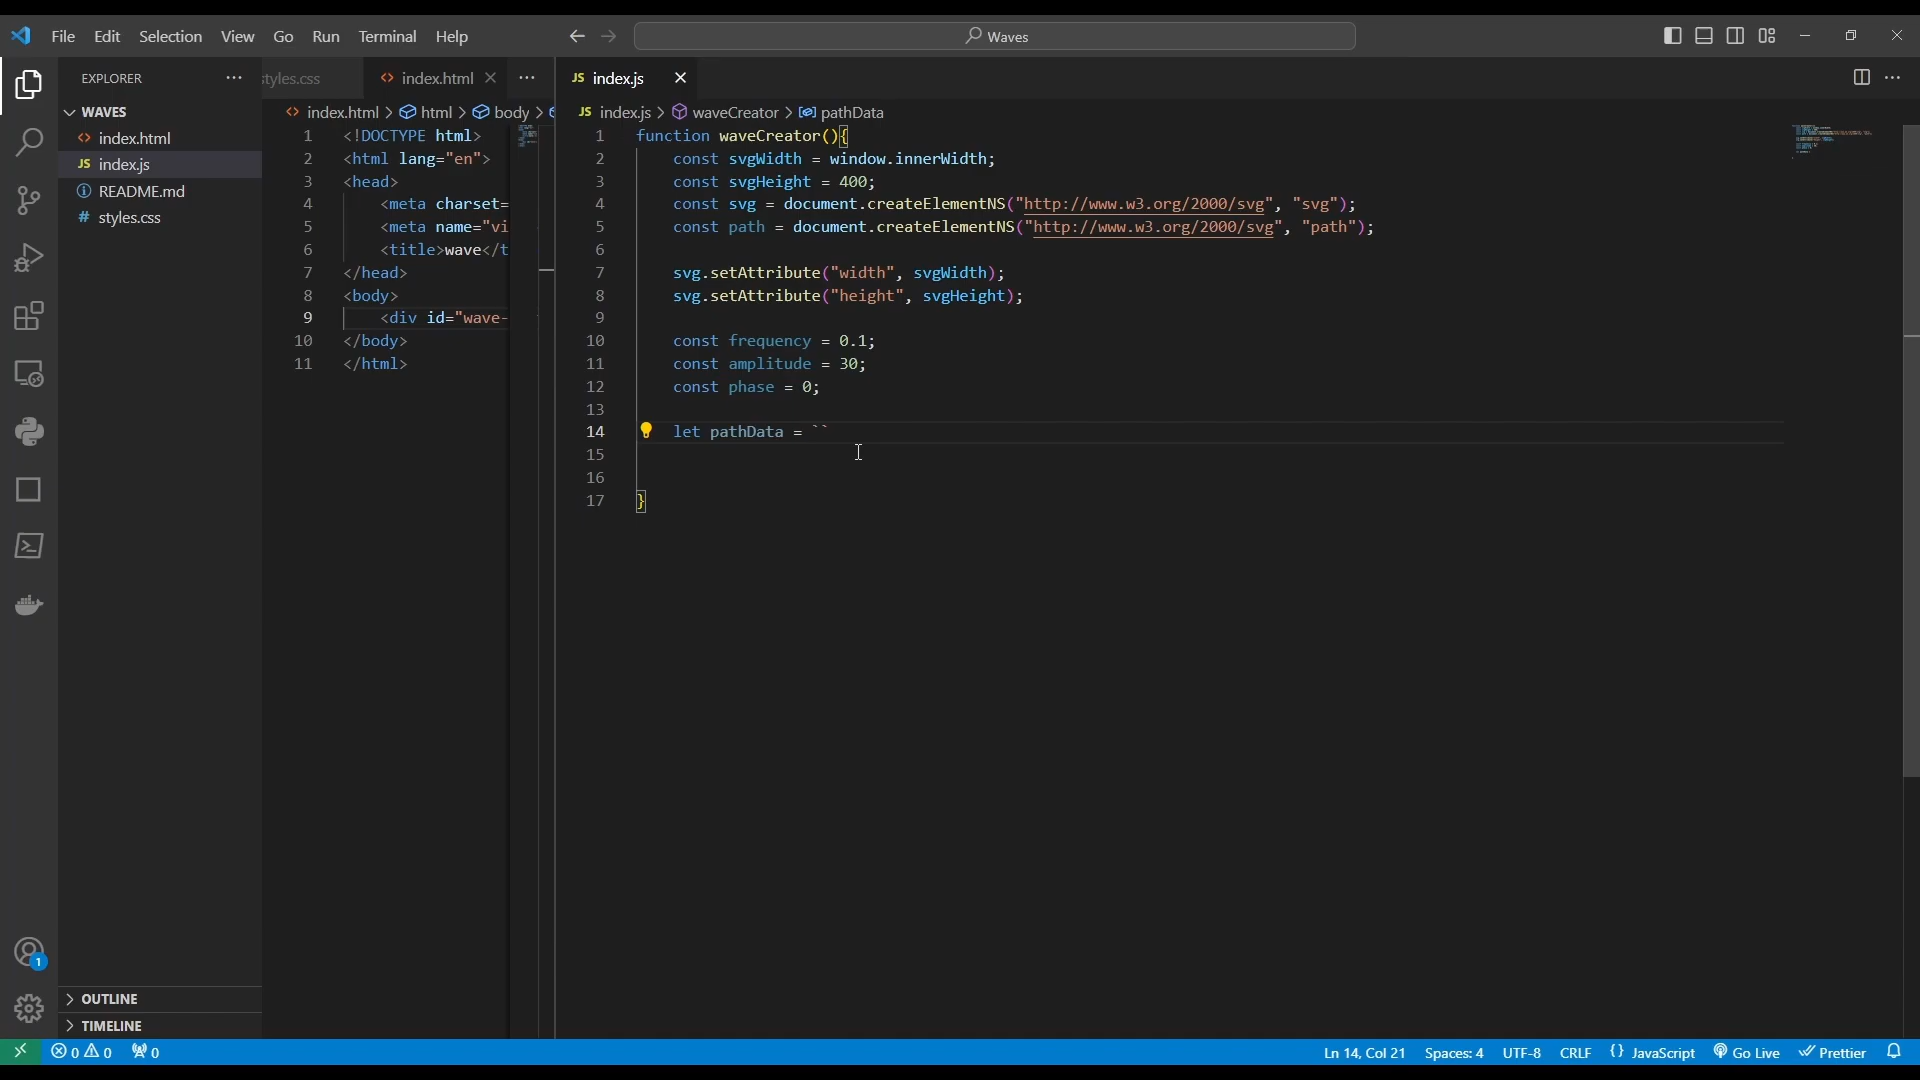 File Edit Selection View Go Run Terminal Help Waves
EXPLORER
WAVES
index.html
JS index.js
README.md
# styles.css
OUTLINE
TIMELINE
styles.css index.html
index.html > html > body >
1 <!DOCTYPE html>
2 <html lang="en">
3 <head>
4 <meta charset=
5 <meta name="vi
6 <title>wave</t
7 </head>
8 <body>
9 <div id="wave-
10 </body>
11 </html>
JS index.js
JS index.js > waveCreator > pathData
1 function waveCreator(){
2 const svgWidth = window.innerWidth;
3 const svgHeight = 400;
4 const svg = document.createElementNS("http://www.w3.org/2000/svg", "svg");
5 const path = document.createElementNS("http://www.w3.org/2000/svg", "path");
6
7 svg.setAttribute("width", svgWidth);
8 svg.setAttribute("height", svgHeight);
9
10 const frequency = 0.1;
11 const amplitude = 30;
12 const phase = 0;
13
14 let pathData = ``
15
16
17 }
1
0 0 0
Ln 14, Col 21 Spaces: 4 UTF-8 CRLF {} JavaScript Go Live Prettier